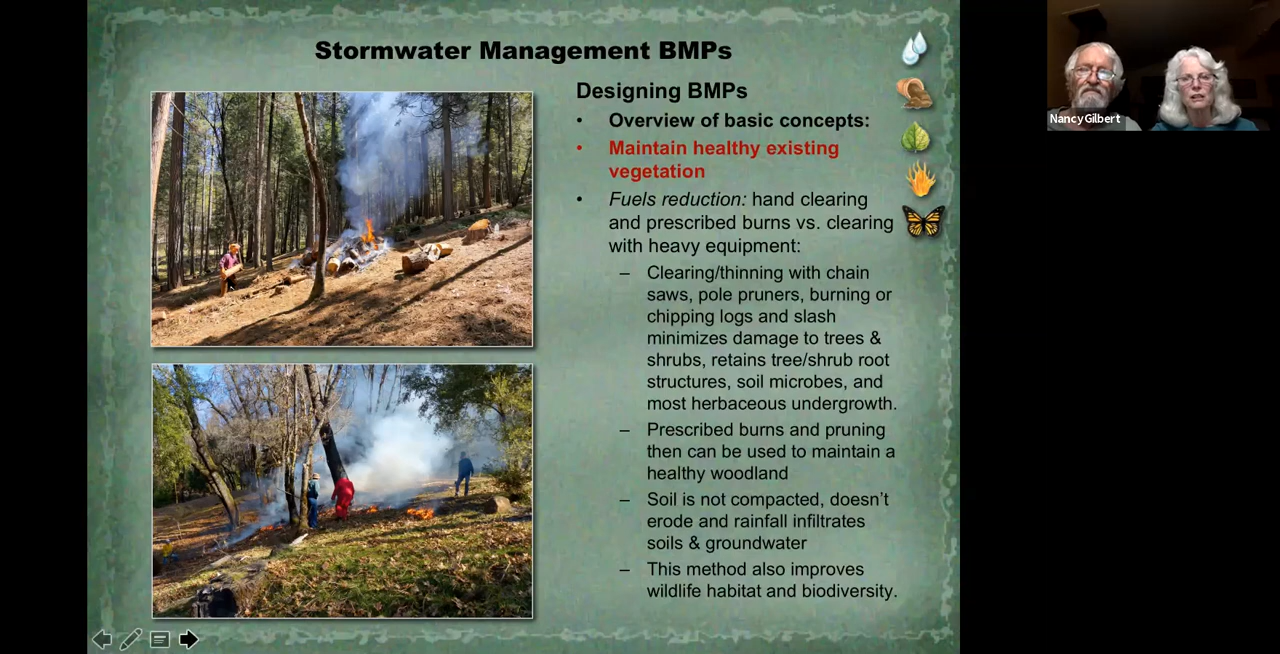 Stormwater Management BMPs
Designing BMPs
• Overview of basic concepts:
• Maintain healthy existing
vegetation
• Fuels reduction: hand clearing
and prescribed burns vs. clearing
with heavy equipment:
– Clearing/thinning with chain
saws, pole pruners, burning or
chipping logs and slash
minimizes damage to trees &
shrubs, retains tree/shrub root
structures, soil microbes, and
most herbaceous undergrowth.
– Prescribed burns and pruning
then can be used to maintain a
healthy woodland
– Soil is not compacted, doesn’t
erode and rainfall infiltrates
soils & groundwater
– This method also improves
wildlife habitat and biodiversity.
Nancy Gilbert